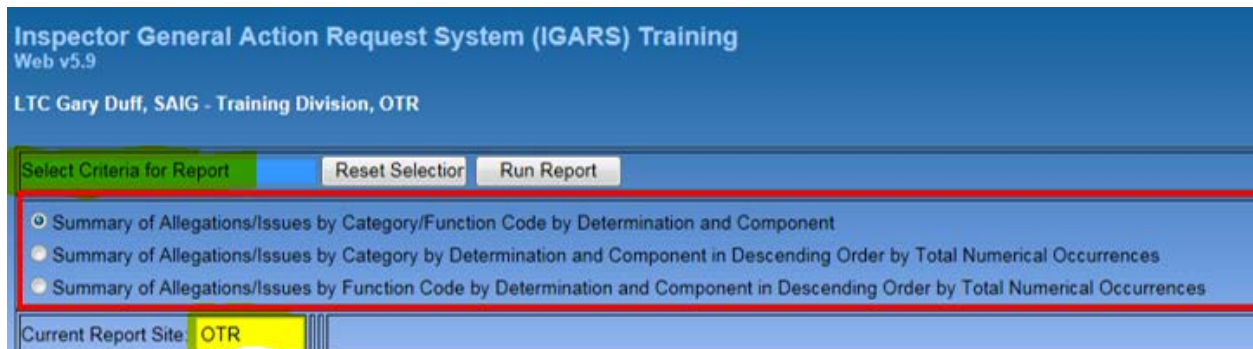 Inspector General Action Request System (IGARS) Training
Web v5.9
LTC Gary Duff, SAIG - Training Division, OTR
Select Criteria for Report Reset Selection Run Report
Summary of Allegations/Issues by Category/Function Code by Determination and Component
Summary of Allegations/Issues by Category by Determination and Component in Descending Order by Total Numerical Occurrences
Summary of Allegations/Issues by Function Code by Determination and Component in Descending Order by Total Numerical Occurrences
Current Report Site: OTR